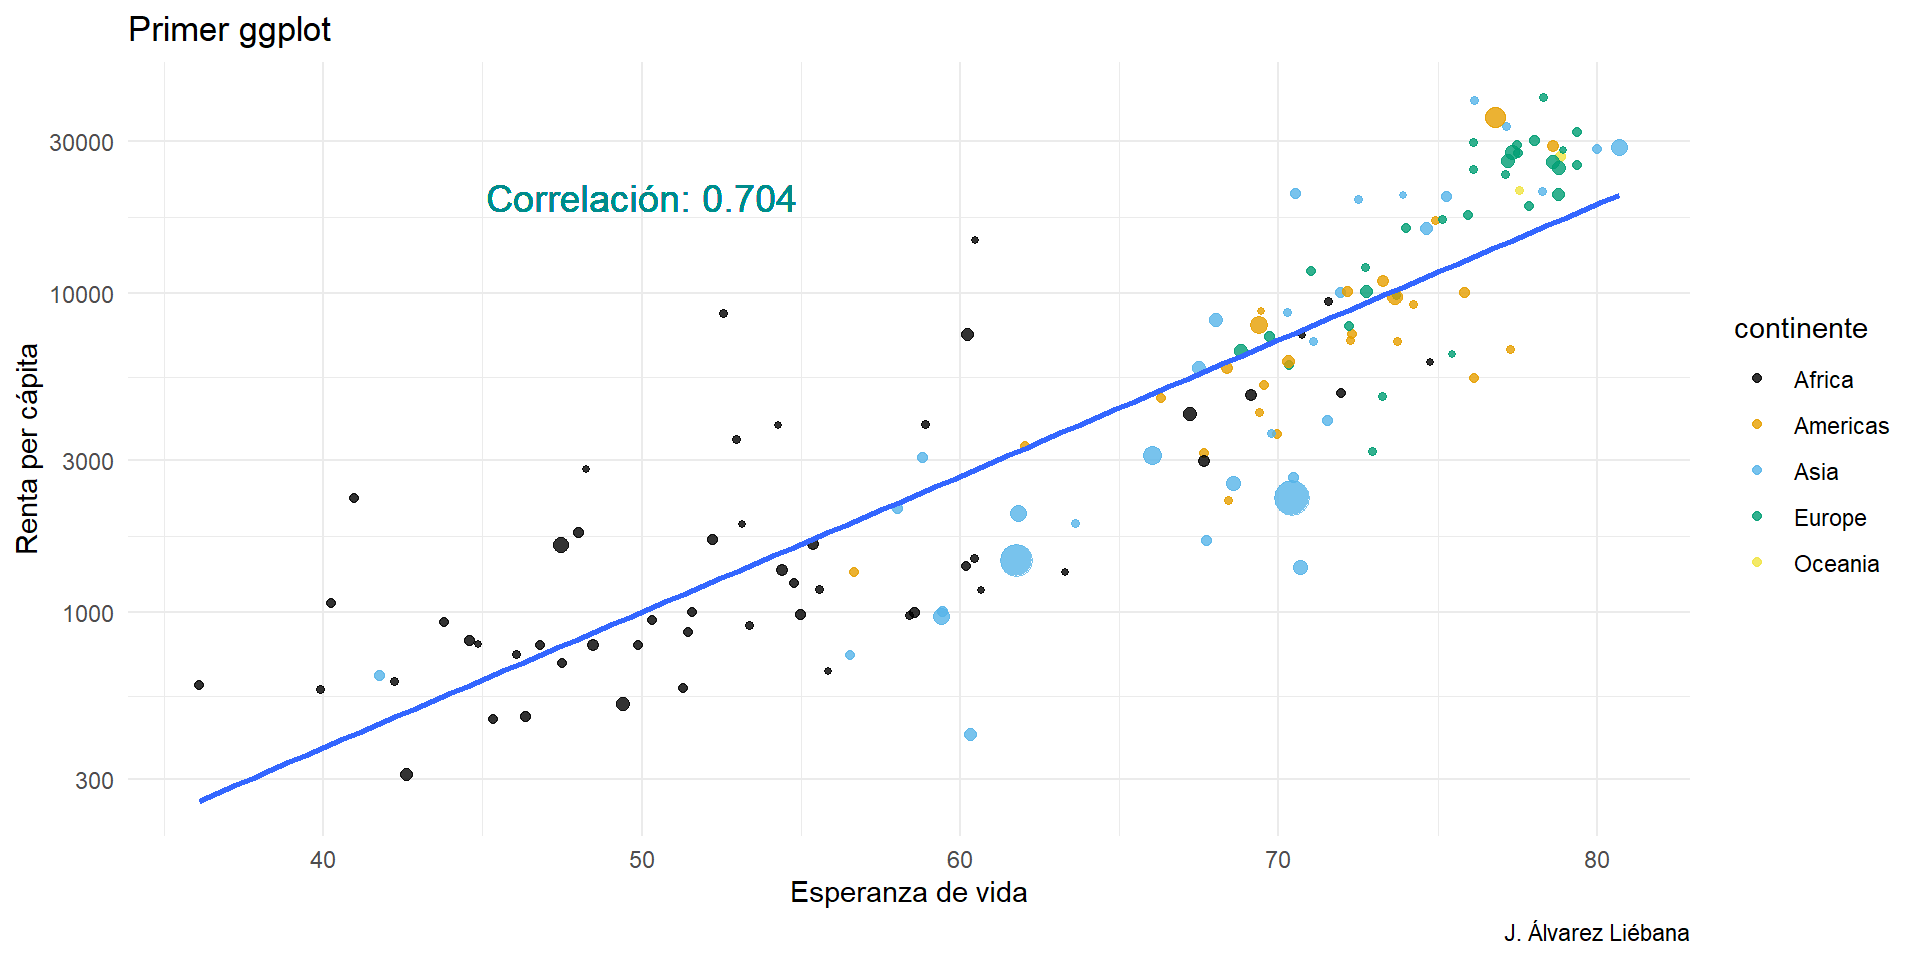 Primer ggplot
Correlación: 0.704
30000
10000
3000
1000
300
Renta per cápita
40
50
60
70
80
Esperanza de vida
continente
Africa
Americas
Asia
Europe
Oceania
J. Álvarez Liébana